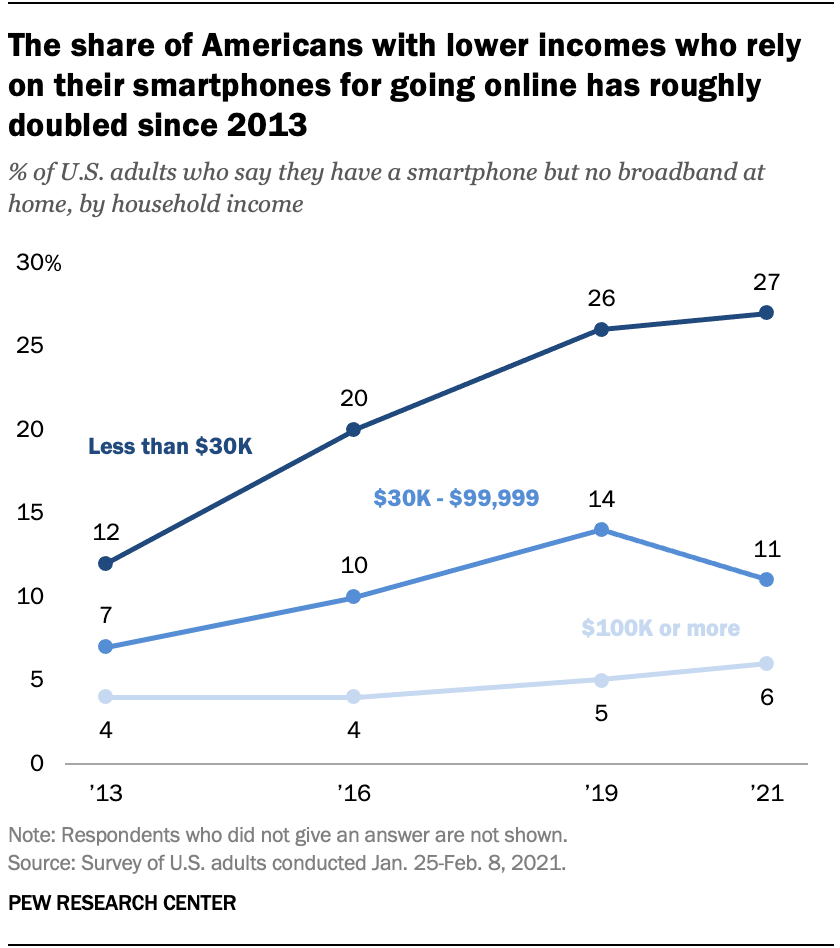 The share of Americans with lower incomes who rely
on their smartphones for going online has roughly
doubled since 2013
% of U.S. adults who say they have a smartphone but no broadband at
home, by household income
30%
27
26
25
20
20
Less than $30K
$30K - $99,999
14
15
12
11
10
10
7
$100K or more
5
6
5
4
4
0
’13
’16
’19
’21
Note: Respondents who did not give an answer are not shown.
Source: Survey of U.S. adults conducted Jan. 25-Feb. 8, 2021.
PEW RESEARCH CENTER